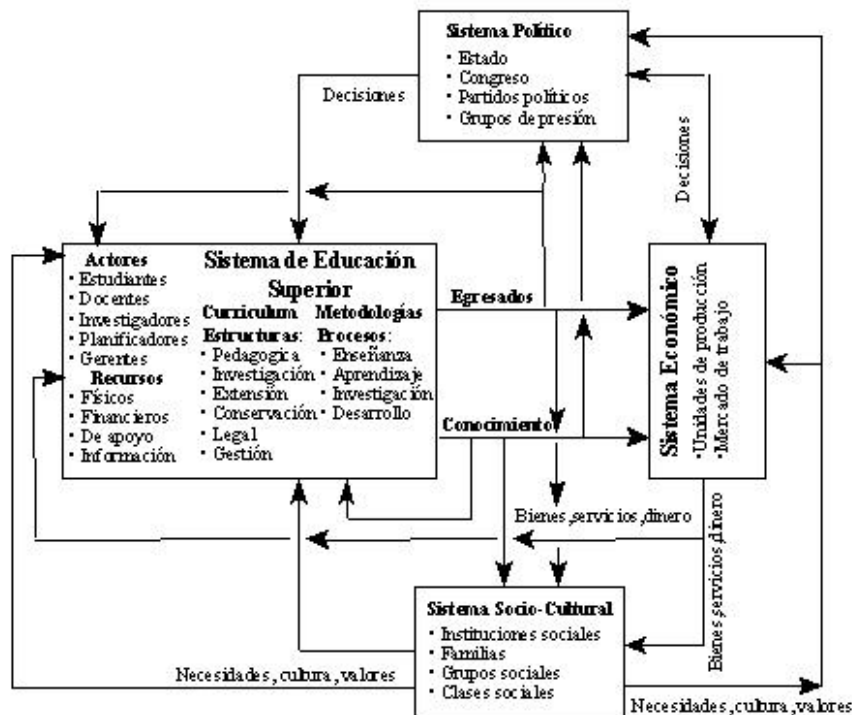 Sistema Político
· Estado
· Congreso
· Partidos políticos
· Grupos de presión
Decisiones
Decisiones
Actores
· Estudiantes
· Docentes
· Investigadores
· Planificadores
· Gerentes
Recursos
· Físicos
· Financieros
· De apoyo
· Información
Sistema de Educación
Superior
Curriculum Metodologías
Estructuras: Procesos:
· Pedagogica · Enseñanza
· Investigación · Aprendizaje
· Extensión · Investigación
· Conservación · Desarrollo
· Legal
· Gestión
Egresados
Conocimiento
Sistema Económico
· Unidades de producción
· Mercado de trabajo
Bienes, servicios, dinero
Bienes, servicios, dinero
Sistema Socio-Cultural
· Instituciones sociales
· Familias
· Grupos sociales
· Clases sociales
Necesidades, cultura, valores
Necesidades, cultura, valores